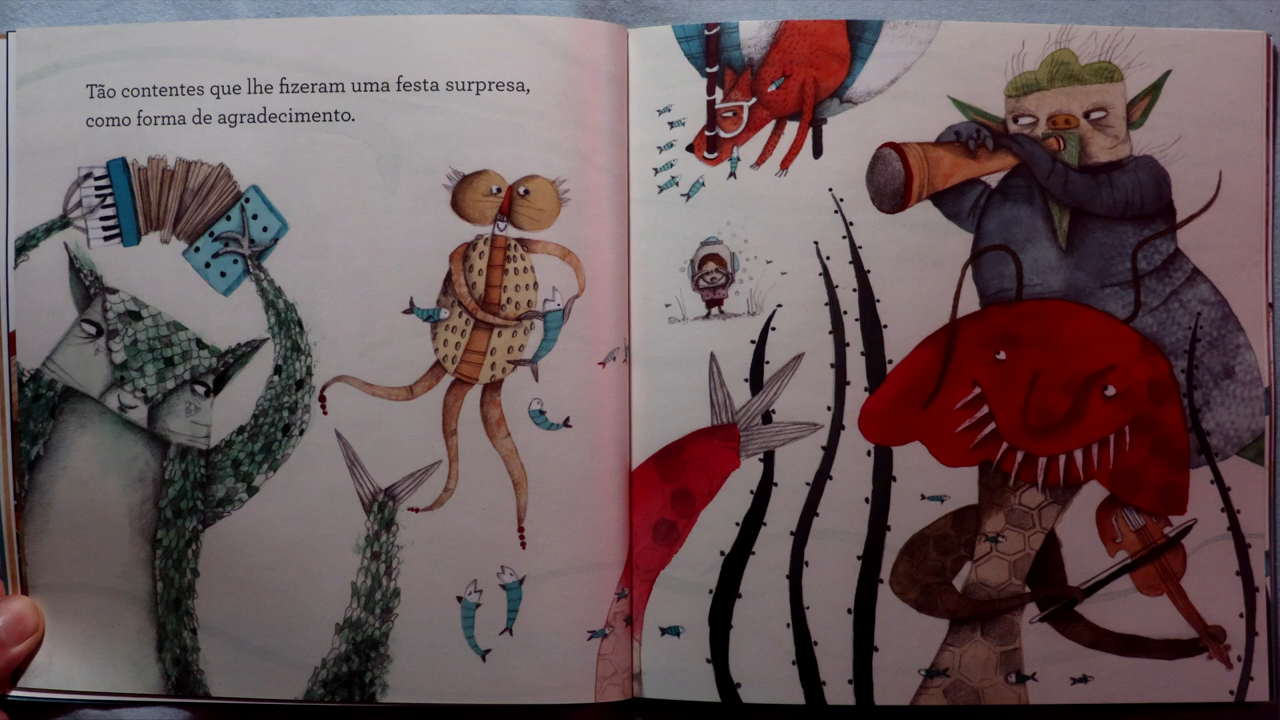 Tão contentes que lhe fizeram uma festa surpresa,
como forma de agradecimento.